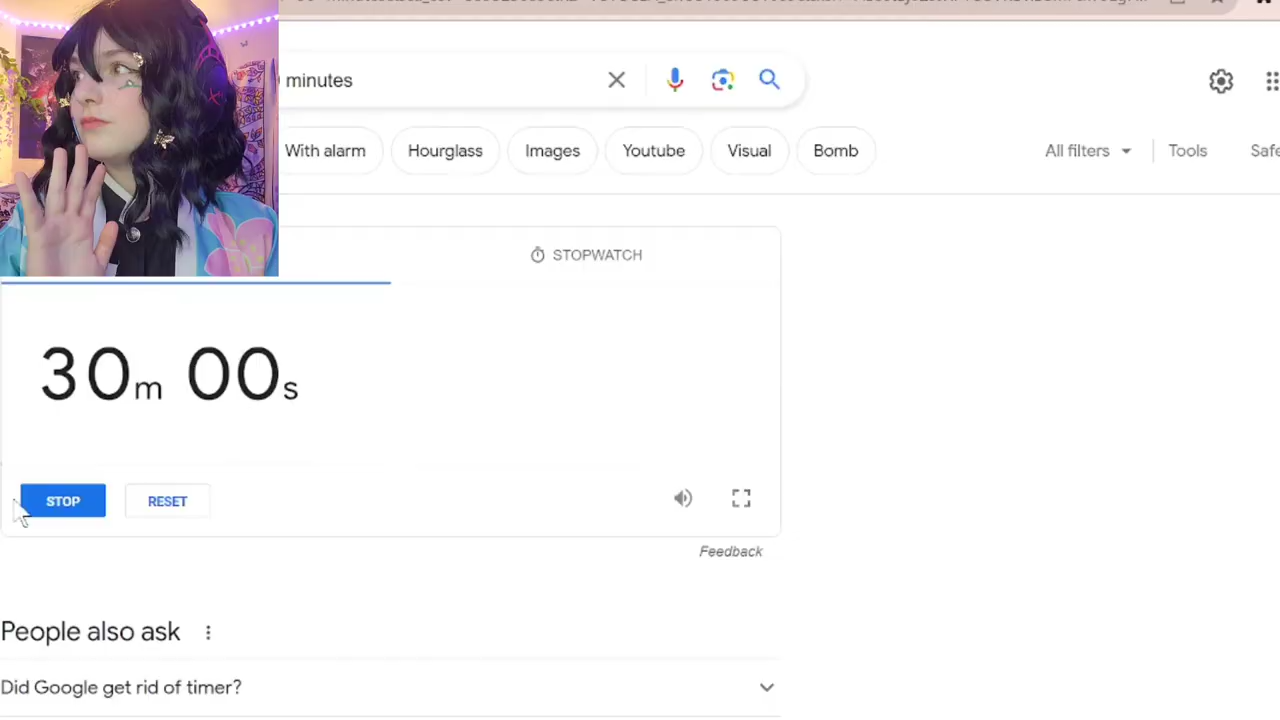 minutes
With alarm Hourglass Images Youtube Visual Bomb All filters Tools Safe
STOPWATCH
30m 00s
STOP RESET
Feedback
People also ask
Did Google get rid of timer?